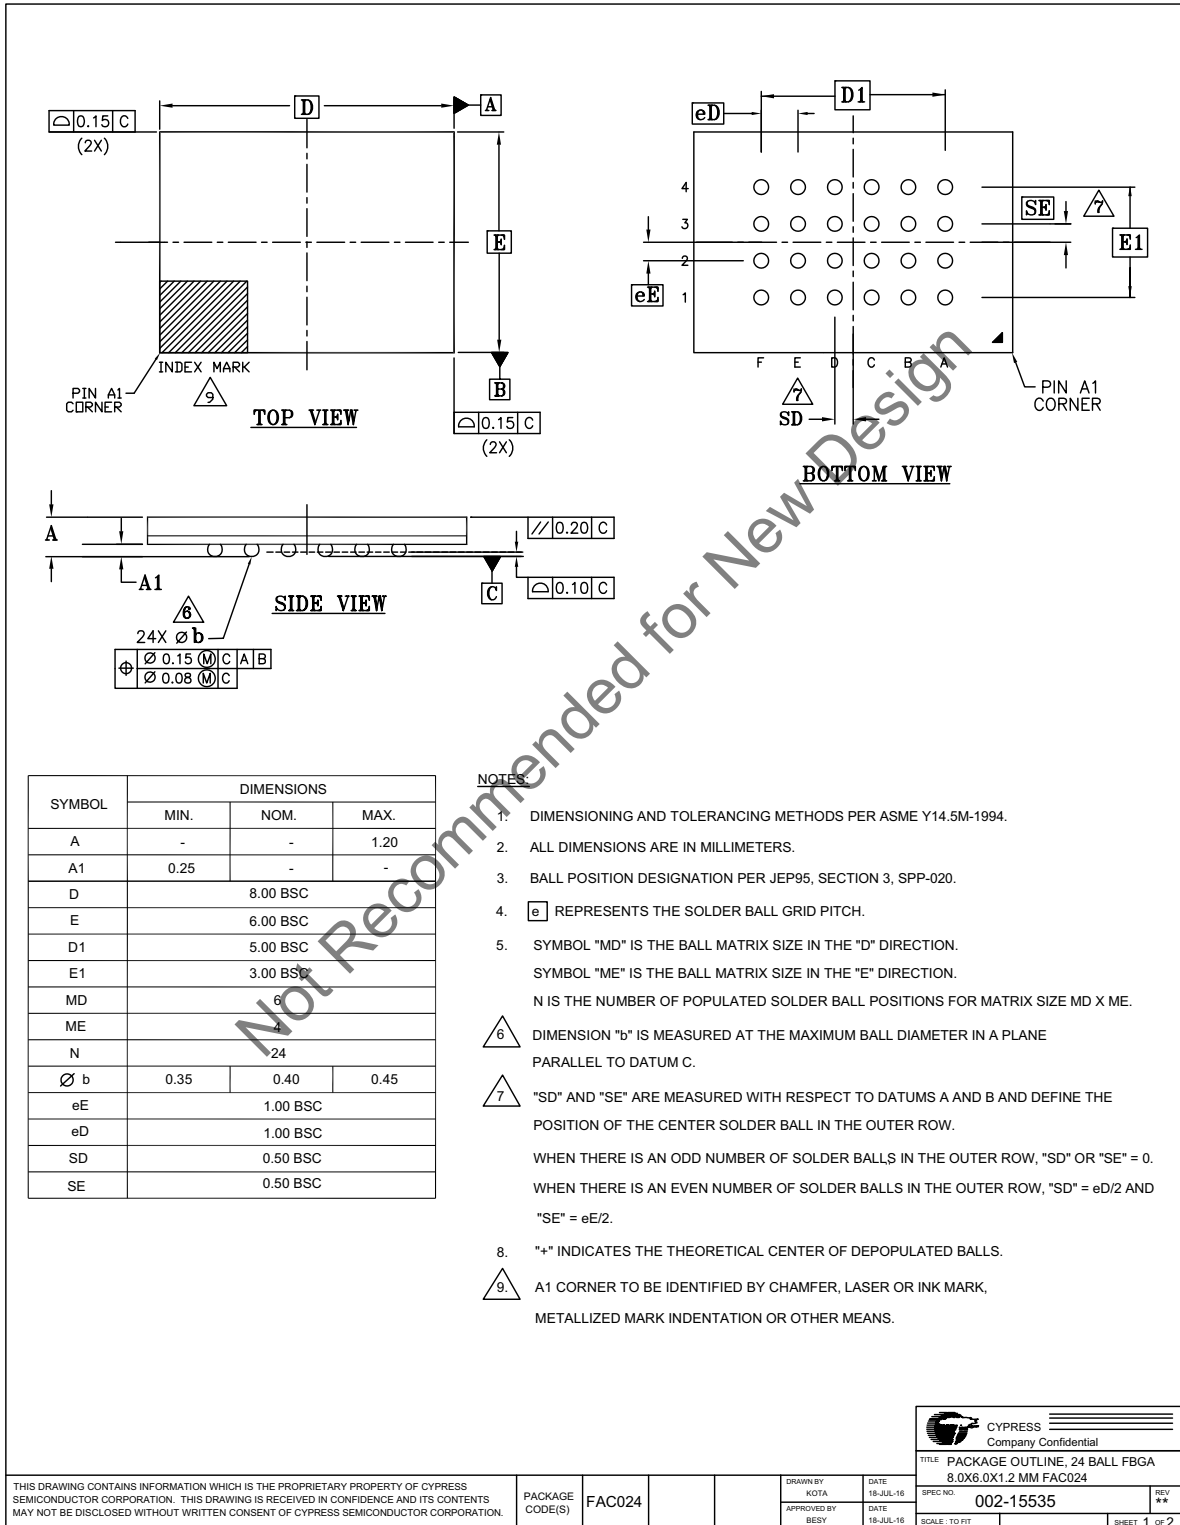 D
A
0.15 C
(2X)
E
B
PIN A1
CORNER
INDEX MARK
9
TOP VIEW
0.15 C
(2X)
D1
eD
4
3
2
1
SE
7
E1
eE
F E D C B A
7
SD
PIN A1
CORNER
BOTTOM VIEW
A
A1
// 0.20 C
0.10 C
C
SIDE VIEW
6
24X Ø b
Ø 0.15 M C A B
Ø 0.08 M C
Not Recommended for New Design
SYMBOL DIMENSIONS
MIN. NOM. MAX.
A - - 1.20
A1 0.25 - -
D 8.00 BSC
E 6.00 BSC
D1 5.00 BSC
E1 3.00 BSC
MD 6
ME 4
N 24
Ø b 0.35 0.40 0.45
eE 1.00 BSC
eD 1.00 BSC
SD 0.50 BSC
SE 0.50 BSC
NOTES:
1. DIMENSIONING AND TOLERANCING METHODS PER ASME Y14.5M-1994.
2. ALL DIMENSIONS ARE IN MILLIMETERS.
3. BALL POSITION DESIGNATION PER JEP95, SECTION 3, SPP-020.
4. e REPRESENTS THE SOLDER BALL GRID PITCH.
5. SYMBOL "MD" IS THE BALL MATRIX SIZE IN THE "D" DIRECTION.
SYMBOL "ME" IS THE BALL MATRIX SIZE IN THE "E" DIRECTION.
N IS THE NUMBER OF POPULATED SOLDER BALL POSITIONS FOR MATRIX SIZE MD X ME.
6 DIMENSION "b" IS MEASURED AT THE MAXIMUM BALL DIAMETER IN A PLANE
PARALLEL TO DATUM C.
7 "SD" AND "SE" ARE MEASURED WITH RESPECT TO DATUMS A AND B AND DEFINE THE
POSITION OF THE CENTER SOLDER BALL IN THE OUTER ROW.
WHEN THERE IS AN ODD NUMBER OF SOLDER BALLS IN THE OUTER ROW, "SD" OR "SE" = 0.
WHEN THERE IS AN EVEN NUMBER OF SOLDER BALLS IN THE OUTER ROW, "SD" = eD/2 AND
"SE" = eE/2.
8. "+" INDICATES THE THEORETICAL CENTER OF DEPOPULATED BALLS.
9. A1 CORNER TO BE IDENTIFIED BY CHAMFER, LASER OR INK MARK,
METALLIZED MARK INDENTATION OR OTHER MEANS.
THIS DRAWING CONTAINS INFORMATION WHICH IS THE PROPRIETARY PROPERTY OF CYPRESS
SEMICONDUCTOR CORPORATION. THIS DRAWING IS RECEIVED IN CONFIDENCE AND ITS CONTENTS
MAY NOT BE DISCLOSED WITHOUT WRITTEN CONSENT OF CYPRESS SEMICONDUCTOR CORPORATION.
PACKAGE
CODE(S)
FAC024
DRAWN BY
KOTA
DATE
18-JUL-16
APPROVED BY
BESY
DATE
18-JUL-16
CYPRESS
Company Confidential
TITLE PACKAGE OUTLINE, 24 BALL FBGA
8.0X6.0X1.2 MM FAC024
SPEC NO.
002-15535
REV
**
SCALE : TO FIT
SHEET 1 OF 2